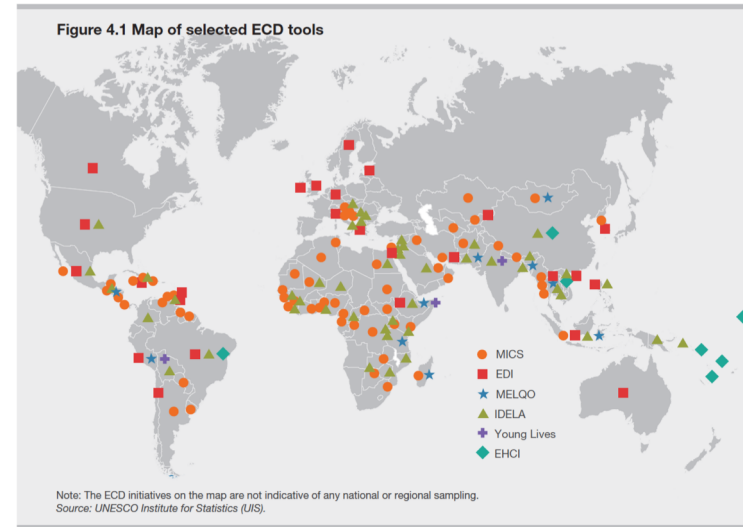 Figure 4.1 Map of selected ECD tools
MICS
EDI
MELQO
IDELA
Young Lives
EHCI
Note: The ECD initiatives on the map are not indicative of any national or regional sampling.
Source: UNESCO Institute for Statistics (UIS).